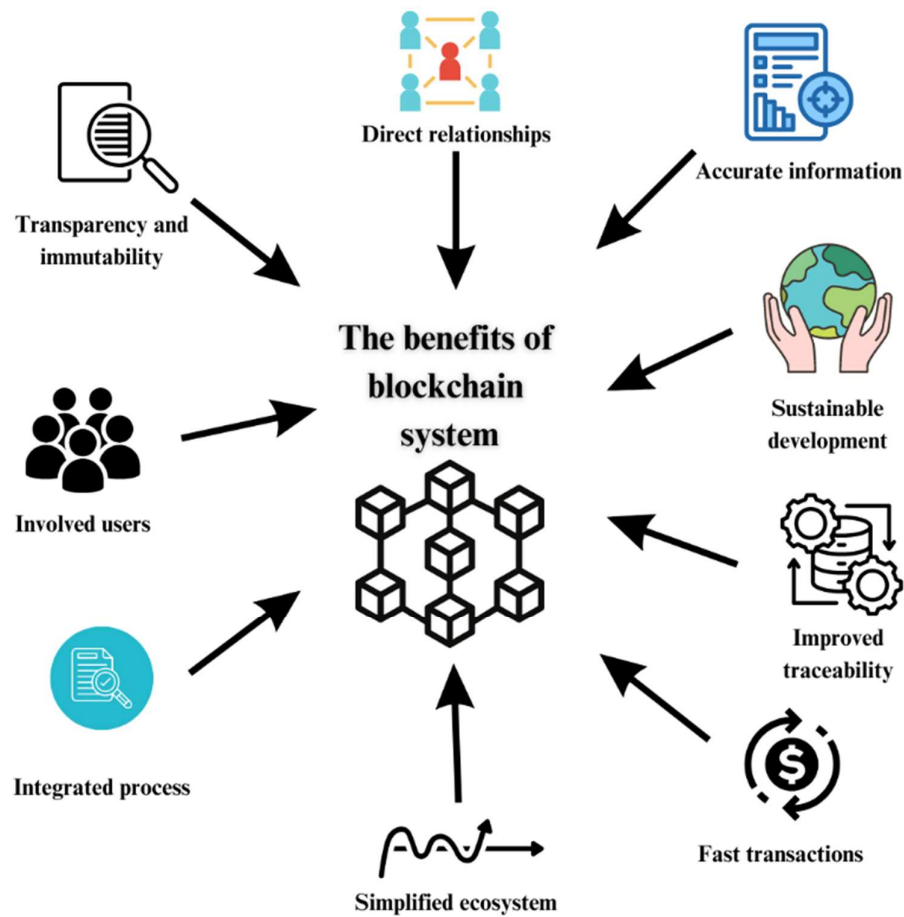 Direct relationships
Accurate information
Transparency and
immutability
The benefits of
blockchain
system
Sustainable
development
Involved users
Improved
traceability
Integrated process
$
Fast transactions
Simplified ecosystem